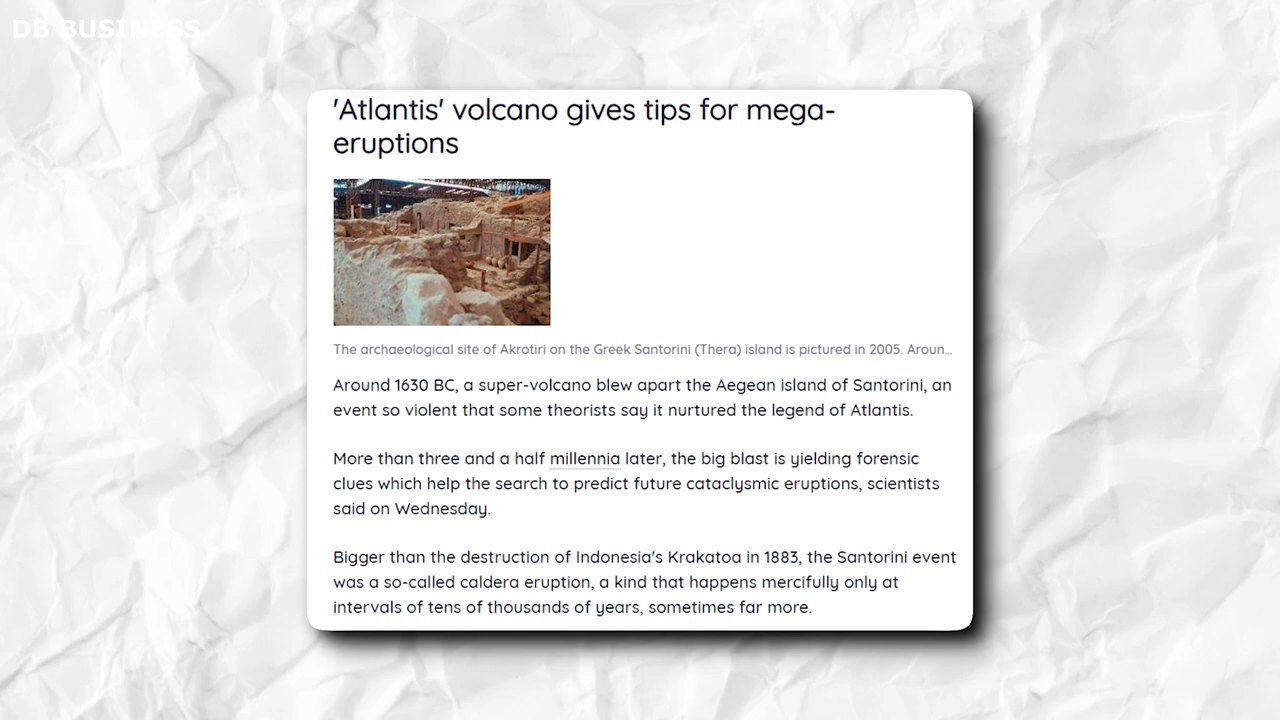 DB BUSINESS
'Atlantis' volcano gives tips for mega-
eruptions
The archaeological site of Akrotiri on the Greek Santorini (Thera) island is pictured in 2005. Aroun...
Around 1630 BC, a super-volcano blew apart the Aegean island of Santorini, an
event so violent that some theorists say it nurtured the legend of Atlantis.
More than three and a half millennia later, the big blast is yielding forensic
clues which help the search to predict future cataclysmic eruptions, scientists
said on Wednesday.
Bigger than the destruction of Indonesia's Krakatoa in 1883, the Santorini event
was a so-called caldera eruption, a kind that happens mercifully only at
intervals of tens of thousands of years, sometimes far more.